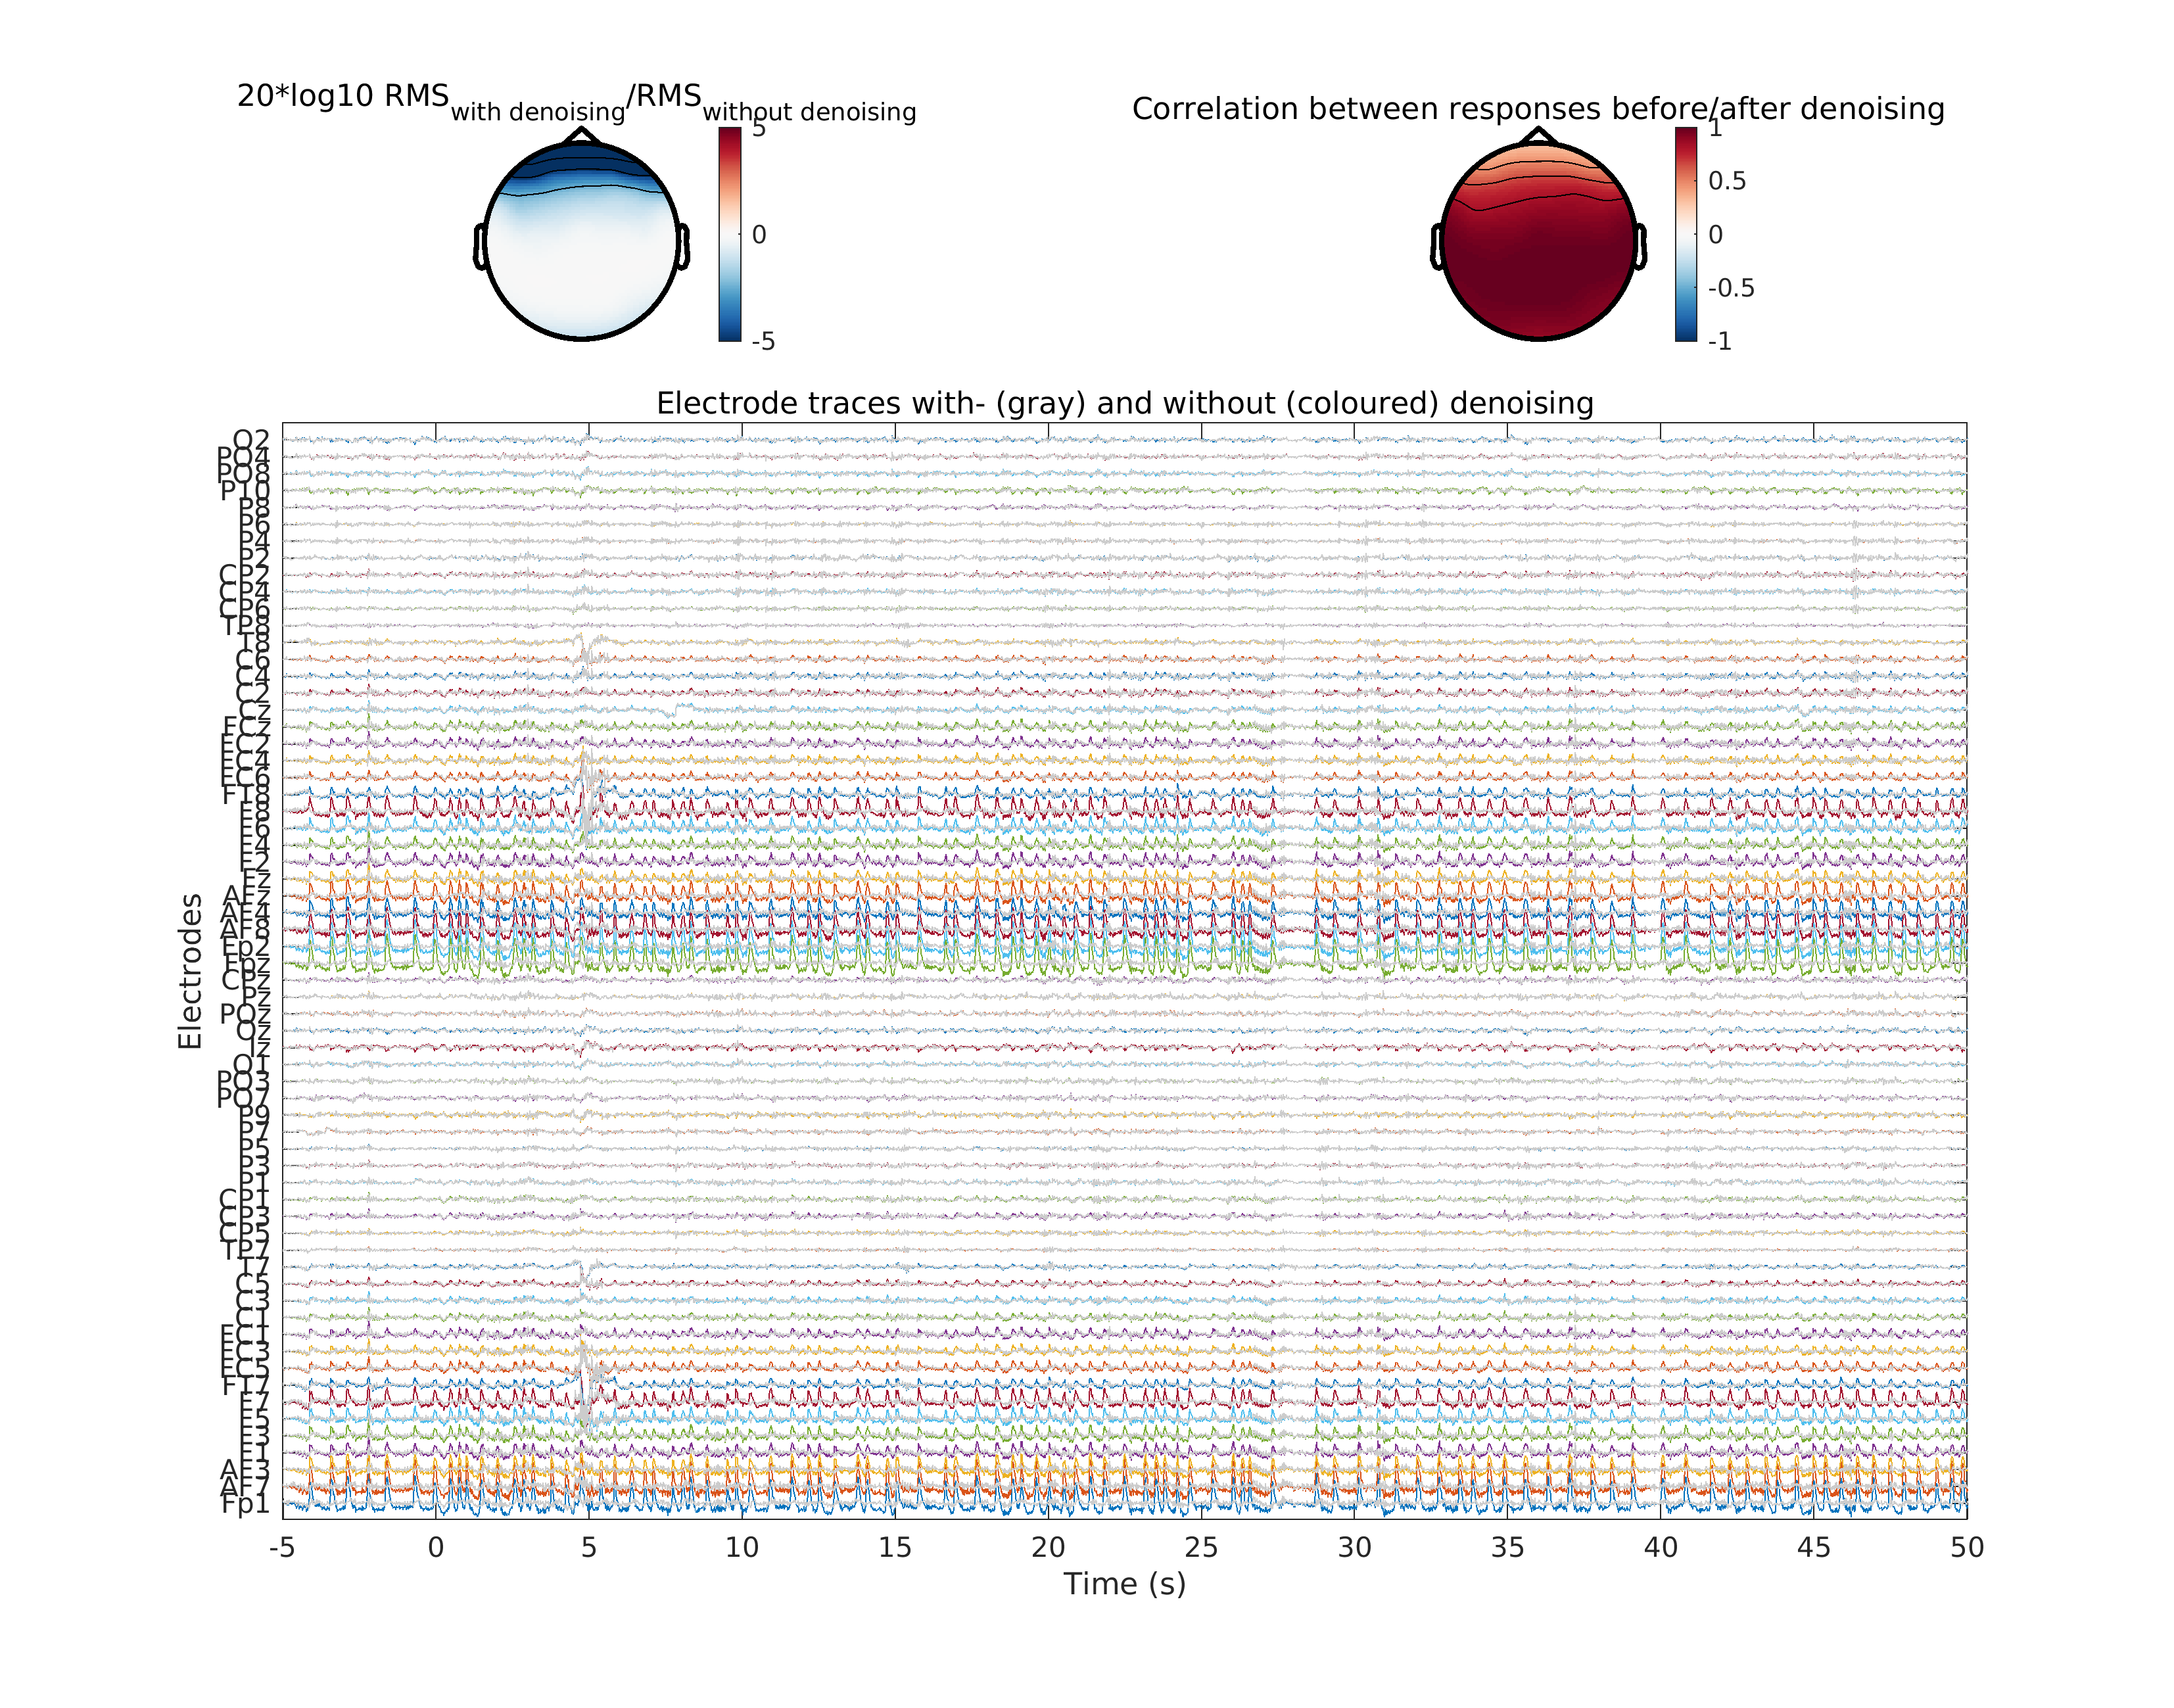 20*log10 RMSwith denoising/RMSwithout denoising
5
0
-5
Correlation between responses before/after denoising
1
0.5
0
-0.5
-1
Electrode traces with- (gray) and without (coloured) denoising
O2
PO4
PO8
P10
P8
P6
P4
P2
CP2
CP4
CP6
TP8
T8
C6
C4
C2
Cz
FCz
FC2
FC4
FC6
FT8
F8
F6
F4
F2
Fz
AFz
AF4
AF8
Fp2
Fpz
CPz
Pz
POz
Oz
Iz
O1
PO3
PO7
P9
P7
P5
P3
P1
CP1
CP3
CP5
TP7
T7
C5
C3
C1
FC1
FC3
FC5
FT7
F7
F5
F3
F1
AF3
AF7
Fp1
Electrodes
-5 0 5 10 15 20 25 30 35 40 45 50
Time (s)